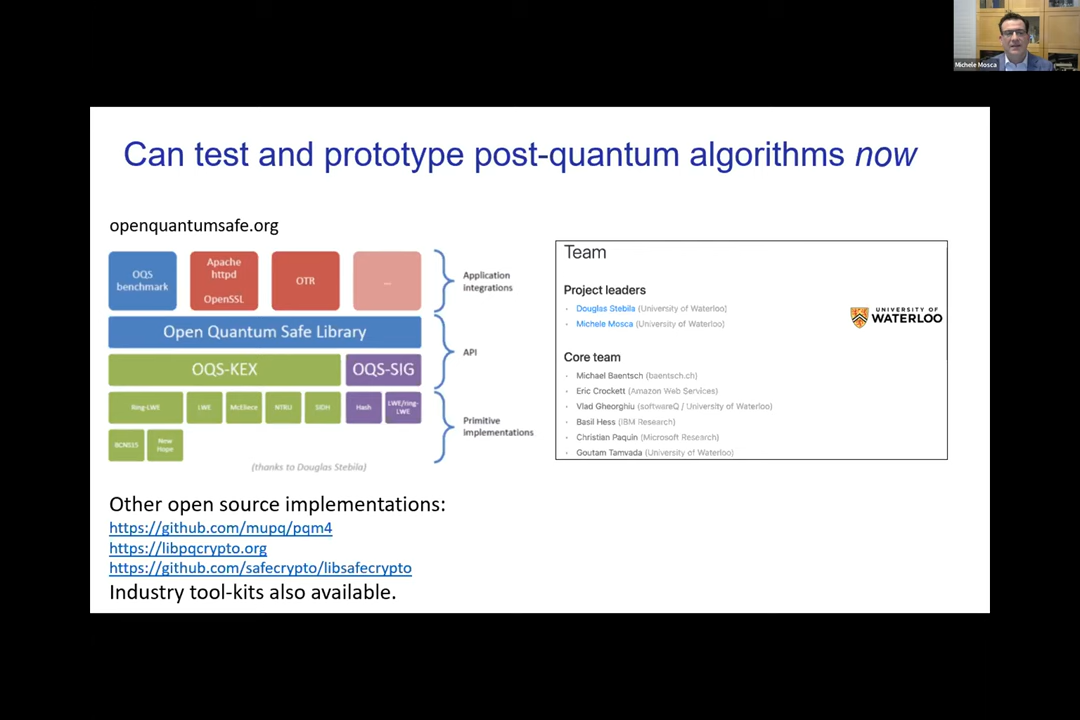 Michele Mosca
Can test and prototype post-quantum algorithms now
openquantumsafe.org
OQS
benchmark
Apache
httpd
OpenSSL
OTR
...
Application
integrations
Open Quantum Safe Library
OQS-KEX
OQS-SIG
API
Ring-LWE
LWE
McEliece
NTRU
SIDH
Hash
LWE/ring-
LWE
BCNS15
New
Hope
Primitive
implementations
(thanks to Douglas Stebila)
Team
Project leaders
Douglas Stebila (University of Waterloo)
Michele Mosca (University of Waterloo)
UNIVERSITY OF
WATERLOO
Core team
Michael Baentsch (baentsch.ch)
Eric Crockett (Amazon Web Services)
Vlad Gheorghiu (softwareQ / University of Waterloo)
Basil Hess (IBM Research)
Christian Paquin (Microsoft Research)
Goutam Tamvada (University of Waterloo)
Other open source implementations:
https://github.com/mupq/pqm4
https://libpqcrypto.org
https://github.com/safecrypto/libsafecrypto
Industry tool-kits also available.